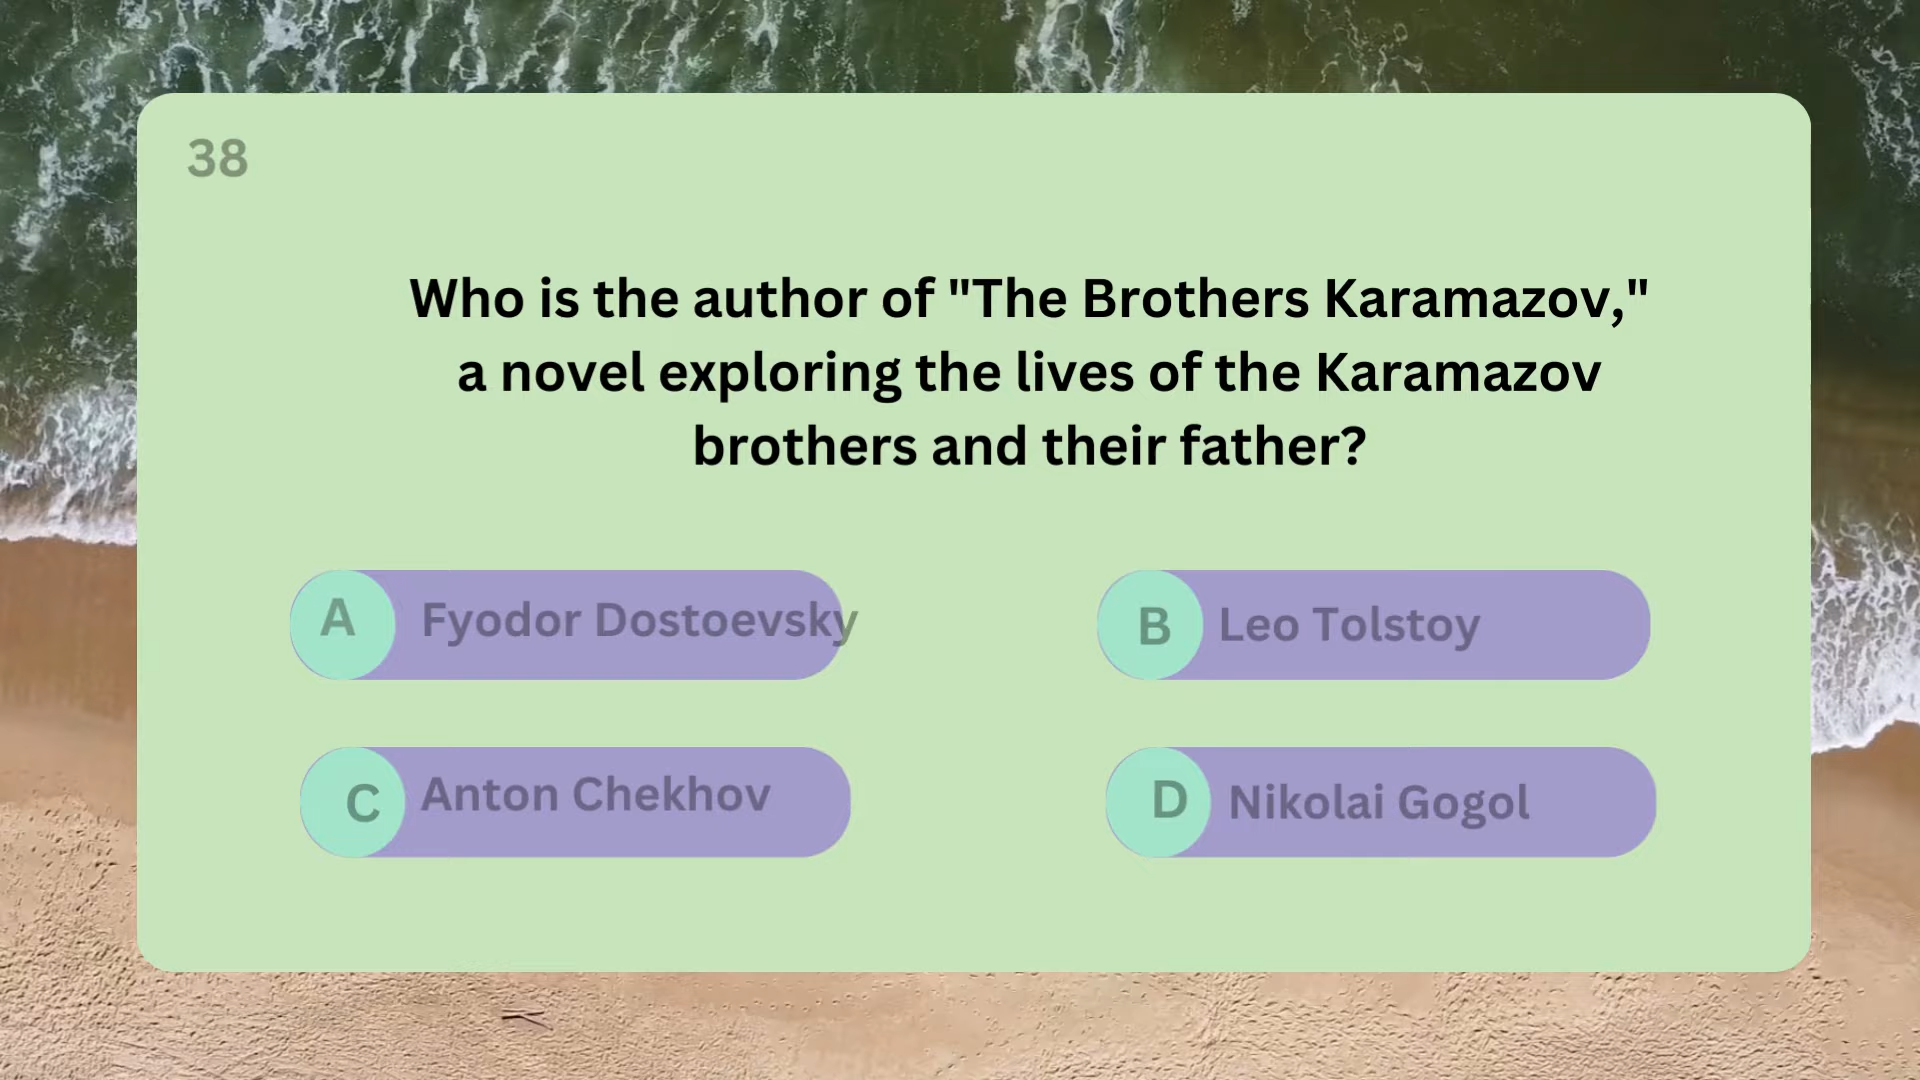 38
Who is the author of "The Brothers Karamazov,"
a novel exploring the lives of the Karamazov
brothers and their father?
A Fyodor Dostoevsky
B Leo Tolstoy
C Anton Chekhov
D Nikolai Gogol